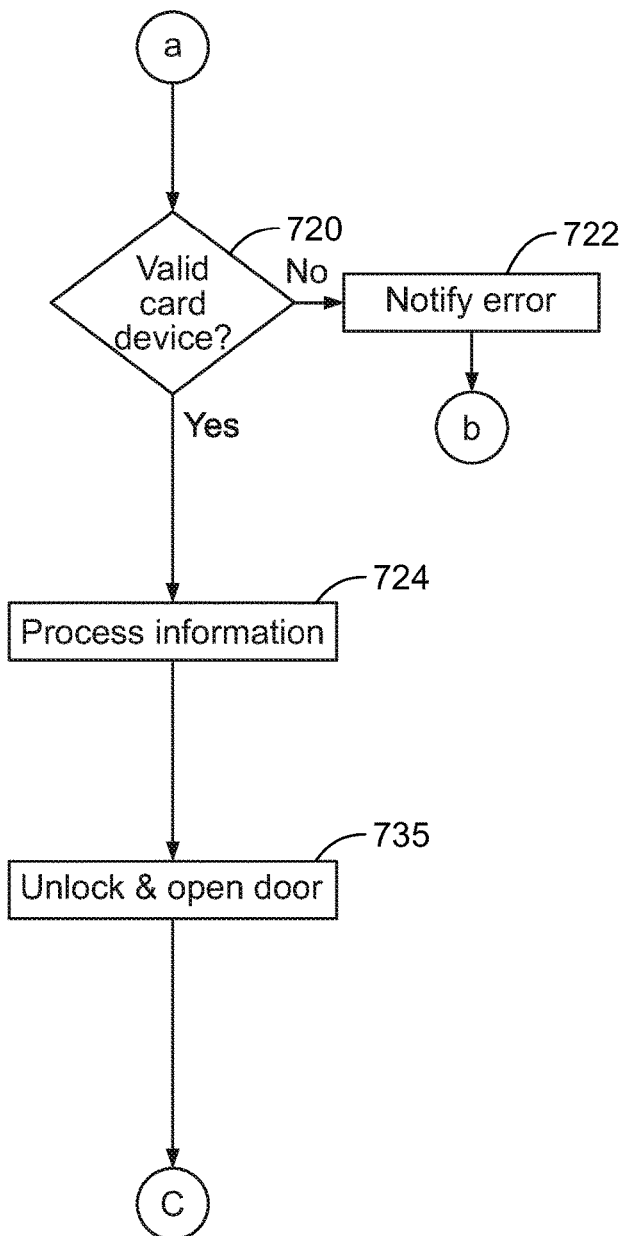 a
720
Valid
card
device?
No
722
Notify error
b
Yes
724
Process information
735
Unlock & open door
C